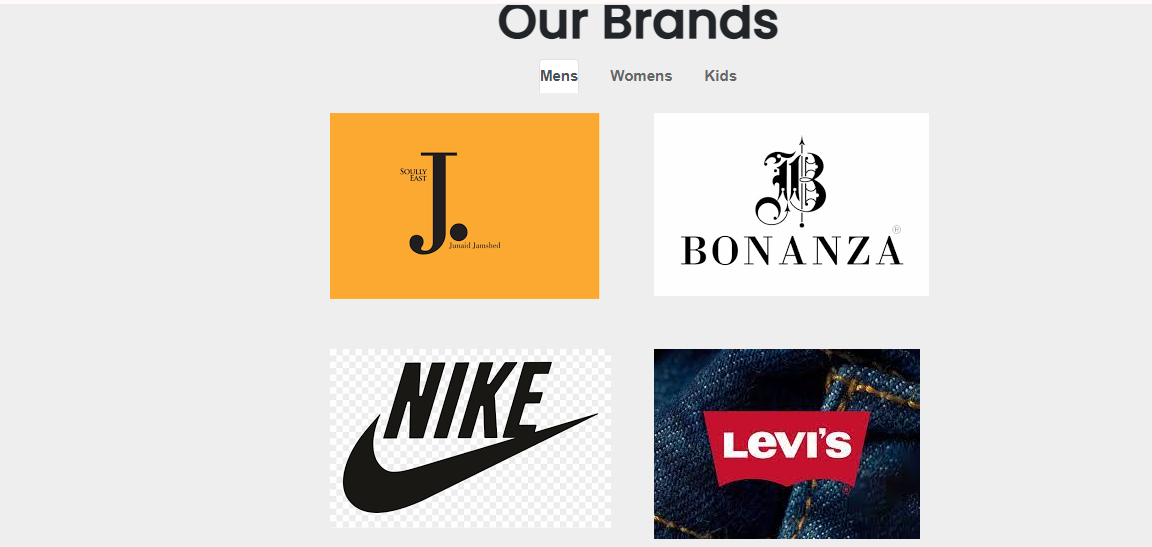 Our Brands
Mens Womens Kids
SOULLY
EAST
J.
Junaid Jamshed
B
BONANZA
®
NIKE
LEVI'S
®